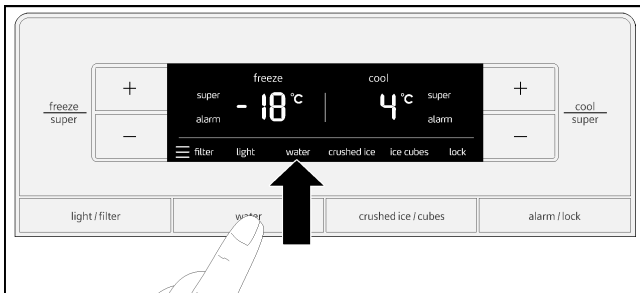 freeze cool
super - 18 °C 4 °C super
alarm alarm
filter light water crushed ice ice cubes lock
freeze
super
+
−
+
−
cool
super
light / filter water crushed ice / cubes alarm / lock